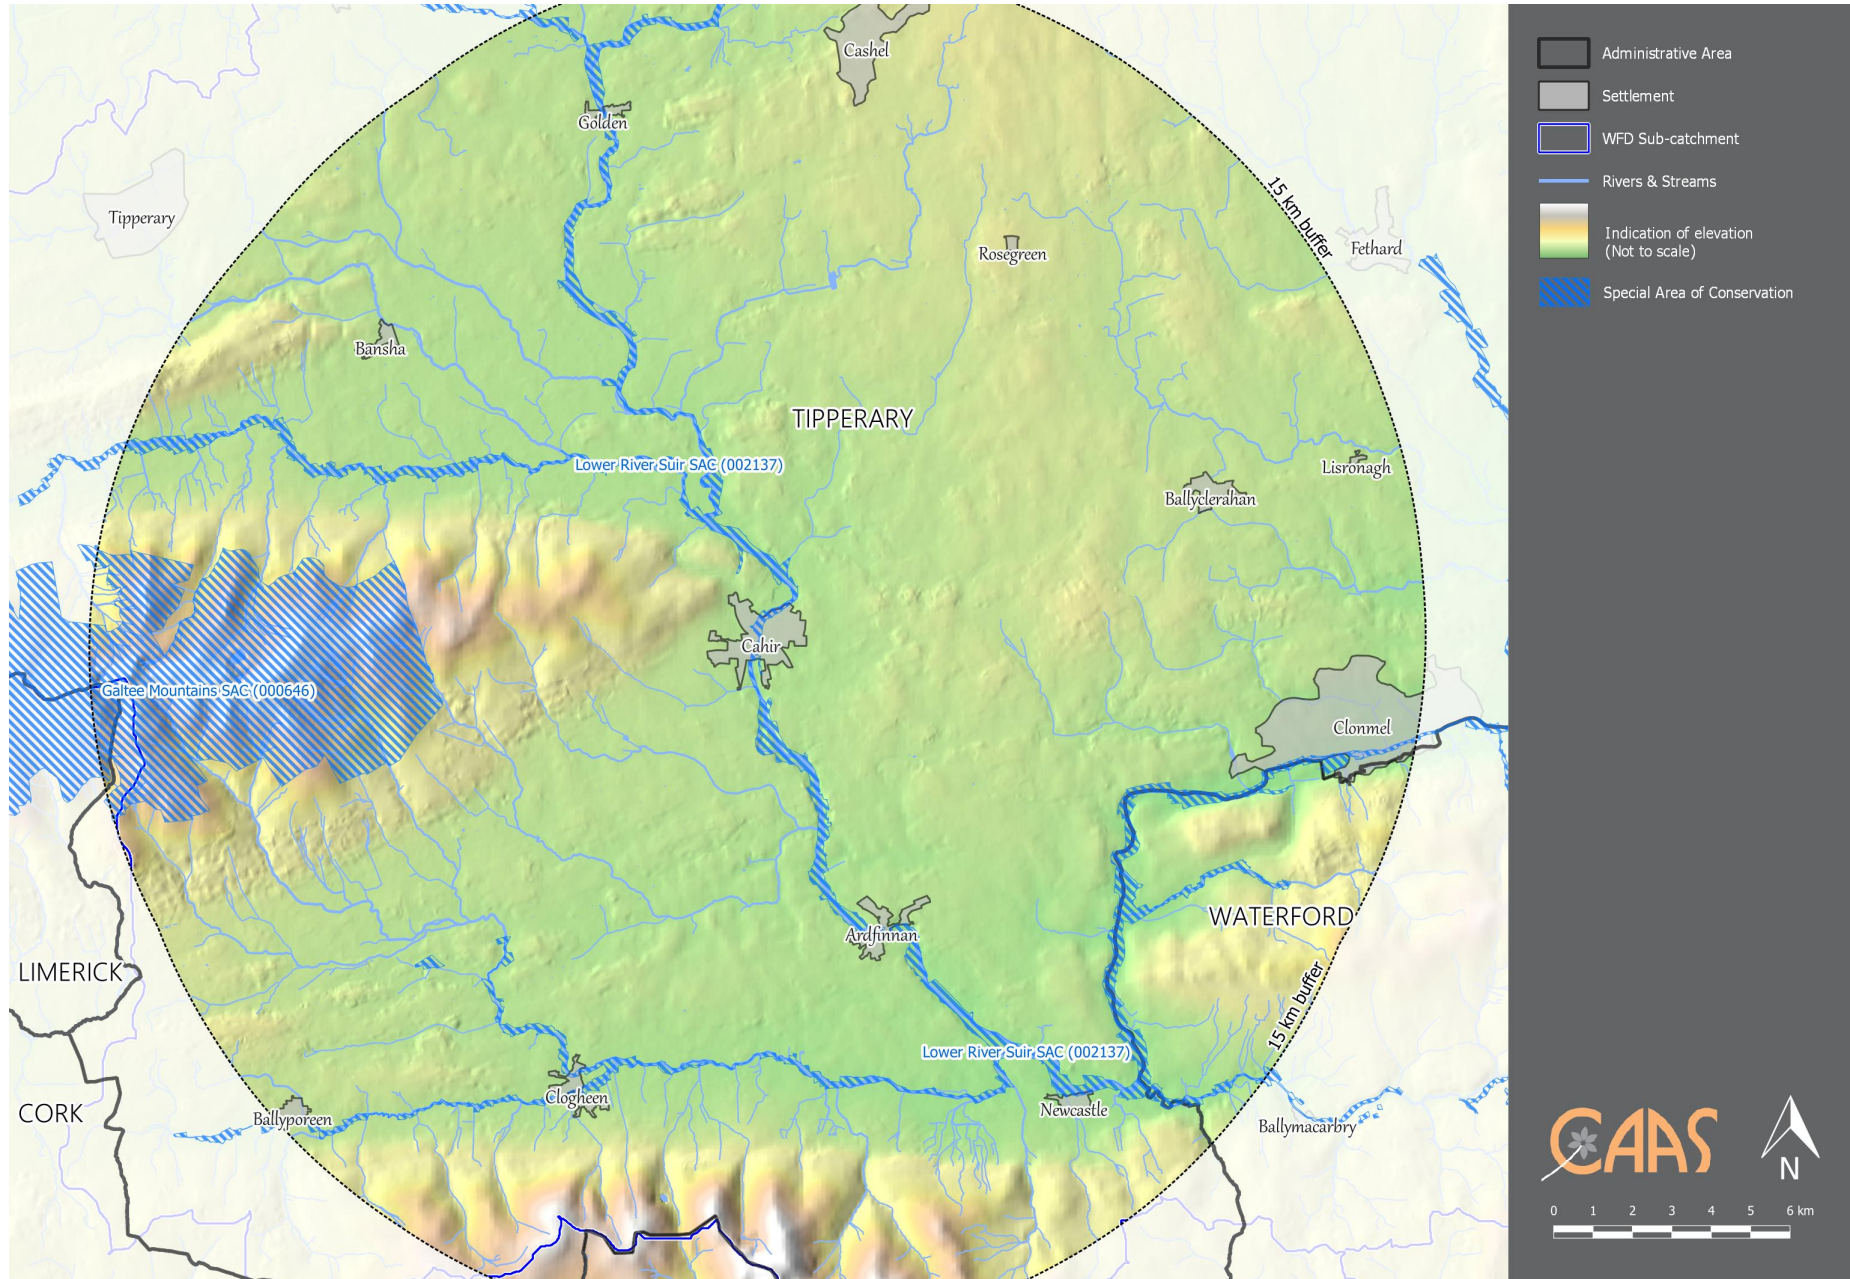 Cashel
Golden
Tipperary
15 km buffer
Fethard
Rosegreen
Bansha
TIPPERARY
Lower River Suir SAC (002137)
Lisronagh
Ballyclerahan
Cahir
Galtee Mountains SAC (000646)
Clonmel
WATERFORD
Ardfinnan
LIMERICK
15 km buffer
Lower River Suir SAC (002137)
Clogheen
Newcastle
CORK
Ballyporeen
Ballymacarbry
Administrative Area
Settlement
WFD Sub-catchment
Rivers & Streams
Indication of elevation
(Not to scale)
Special Area of Conservation
CAAS
N
0 1 2 3 4 5 6 km